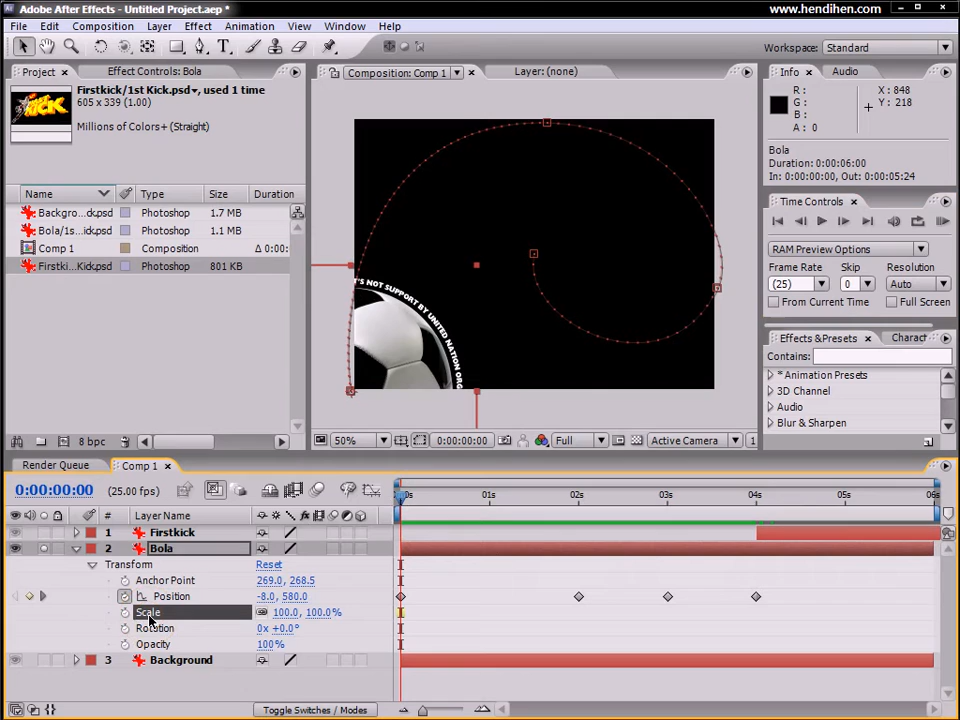 Adobe After Effects - Untitled Project.aep *
www.hendihen.com
File Edit Composition Layer Effect Animation View Window Help
Workspace: Standard
Project × Effect Controls: Bola
Firstkick/1st Kick.psd▾, used 1 time
605 x 339 (1.00)
Millions of Colors+ (Straight)
Name Type Size Duration
Backgro...ck.psd Photoshop 1.7 MB
Bola/1s...ick.psd Photoshop 1.1 MB
Comp 1 Composition Δ 0:00:
Firstki...Kick.psd Photoshop 801 KB
8 bpc
Composition: Comp 1 × Layer: (none)
T'S NOT SUPPORT BY UNITED NATION ORG
50% 0:00:00:00 Full Active Camera 1
Info × Audio
R: X: 848
G: Y: 218
B:
A: 0
Bola
Duration: 0:00:06:00
In: 0:00:00:00, Out: 0:00:05:24
Time Controls ×
RAM Preview Options
Frame Rate Skip Resolution
(25) 0 Auto
From Current Time Full Screen
Effects & Presets × Charact
Contains:
* Animation Presets
3D Channel
Audio
Blur & Sharpen
Render Queue Comp 1 ×
0:00:00:00 (25.00 fps) 01s 02s 03s 04s 05s 06s
# Layer Name
1 Firstkick
2 Bola
Transform Reset
Anchor Point 269.0, 268.5
Position -8.0, 580.0
Scale 100.0, 100.0%
Rotation 0x +0.0°
Opacity 100%
3 Background
Toggle Switches / Modes